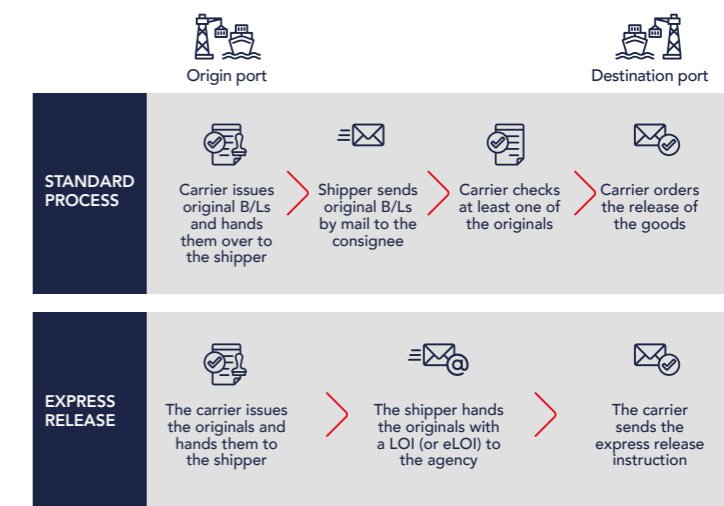 Origin port
Destination port
STANDARD
PROCESS
Carrier issues
original B/Ls
and hands
them over to
the shipper
Shipper sends
original B/Ls
by mail to the
consignee
Carrier checks
at least one of
the originals
Carrier orders
the release of
the goods
EXPRESS
RELEASE
The carrier issues
the originals and
hands them to
the shipper
The shipper hands
the originals with
a LOI (or eLOI) to
the agency
The carrier
sends the
express release
instruction